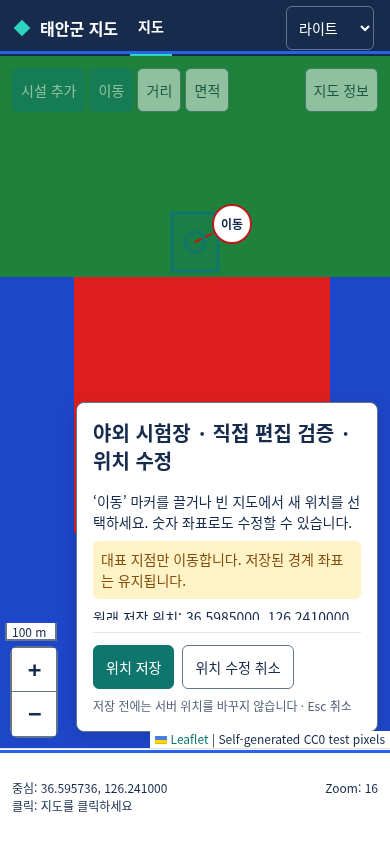 태안군 지도 지도 라이트
시설 추가 이동 거리 면적 지도 정보
이동
야외 시험장 · 직접 편집 검증 ·
위치 수정
‘이동’ 마커를 끌거나 빈 지도에서 새 위치를 선
택하세요. 숫자 좌표로도 수정할 수 있습니다.
대표 지점만 이동합니다. 저장된 경계 좌표
는 유지됩니다.
원래 저장 위치: 36.5985000, 126.2410000
위치 저장 위치 수정 취소
저장 전에는 서버 위치를 바꾸지 않습니다 · Esc 취소
100 m
+
−
Leaflet | Self-generated CC0 test pixels
중심: 36.595736, 126.241000 Zoom: 16
클릭: 지도를 클릭하세요